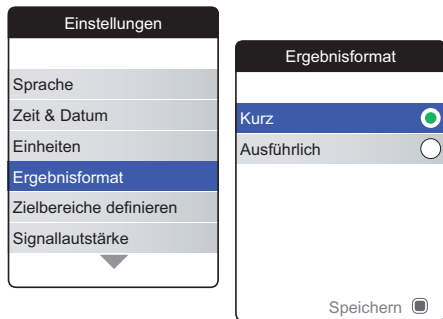 Einstellungen
Sprache
Zeit & Datum
Einheiten
Ergebnisformat
Zielbereiche definieren
Signallautstärke
Ergebnisformat
Kurz
Ausführlich
Speichern